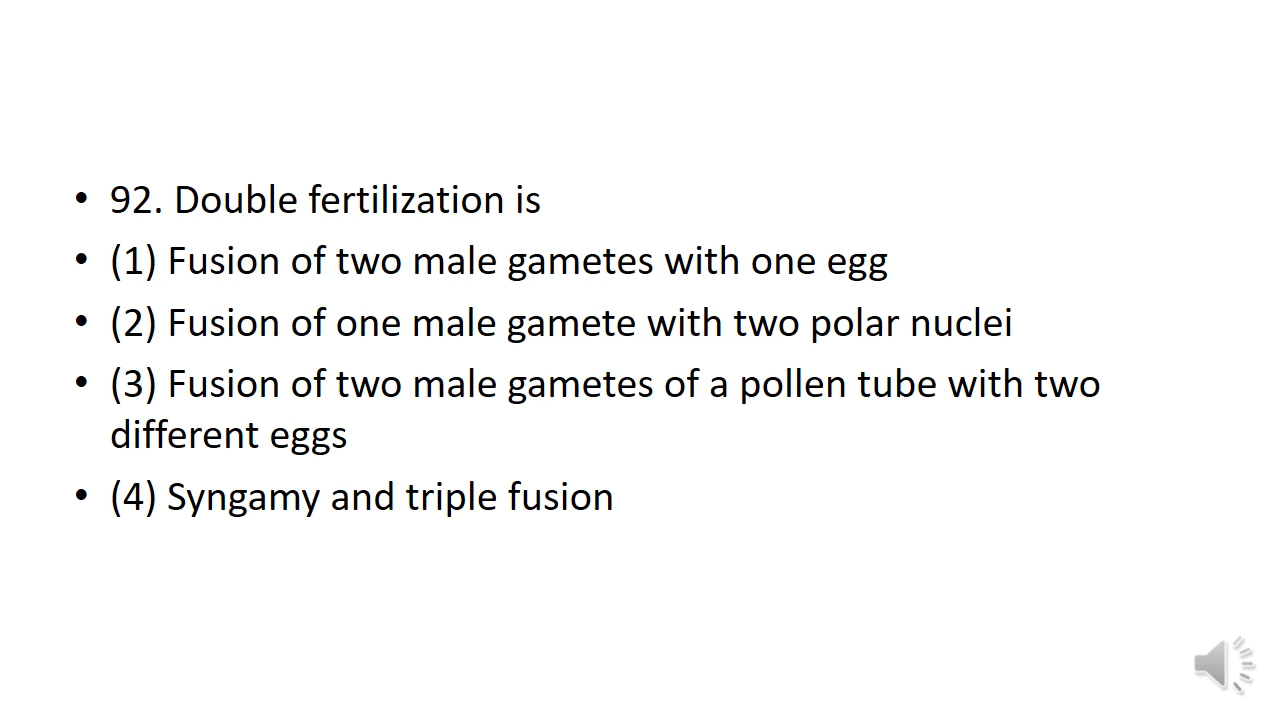 • 92. Double fertilization is
• (1) Fusion of two male gametes with one egg
• (2) Fusion of one male gamete with two polar nuclei
• (3) Fusion of two male gametes of a pollen tube with two
different eggs
• (4) Syngamy and triple fusion